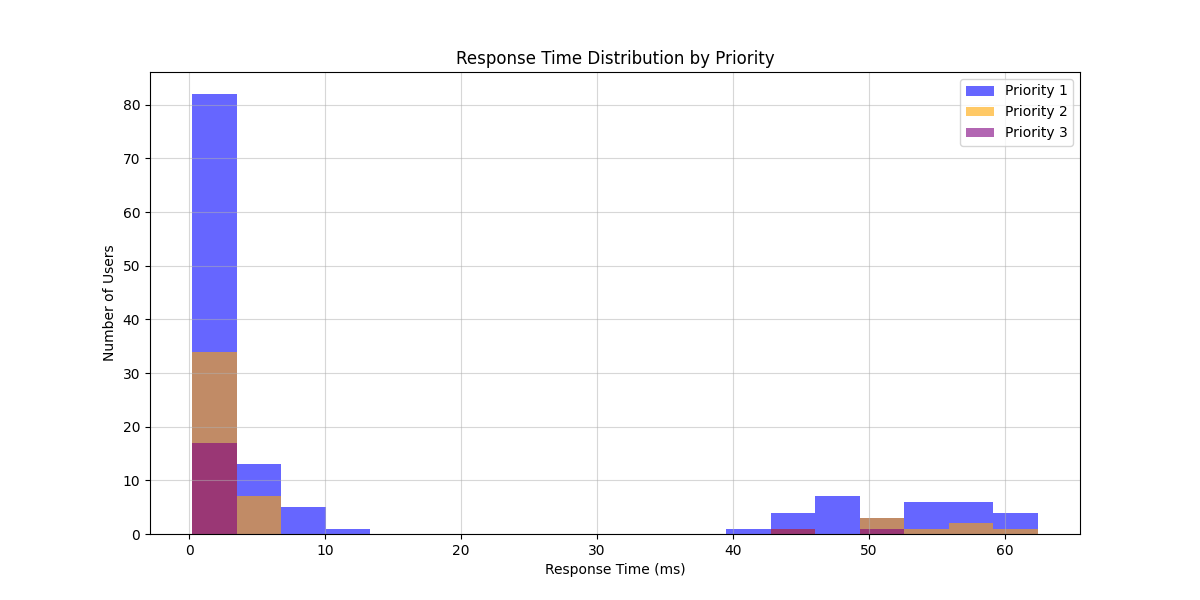 Response Time Distribution by Priority
Priority 1
Priority 2
Priority 3
Number of Users
80
70
60
50
40
30
20
10
0
0 10 20 30 40 50 60
Response Time (ms)